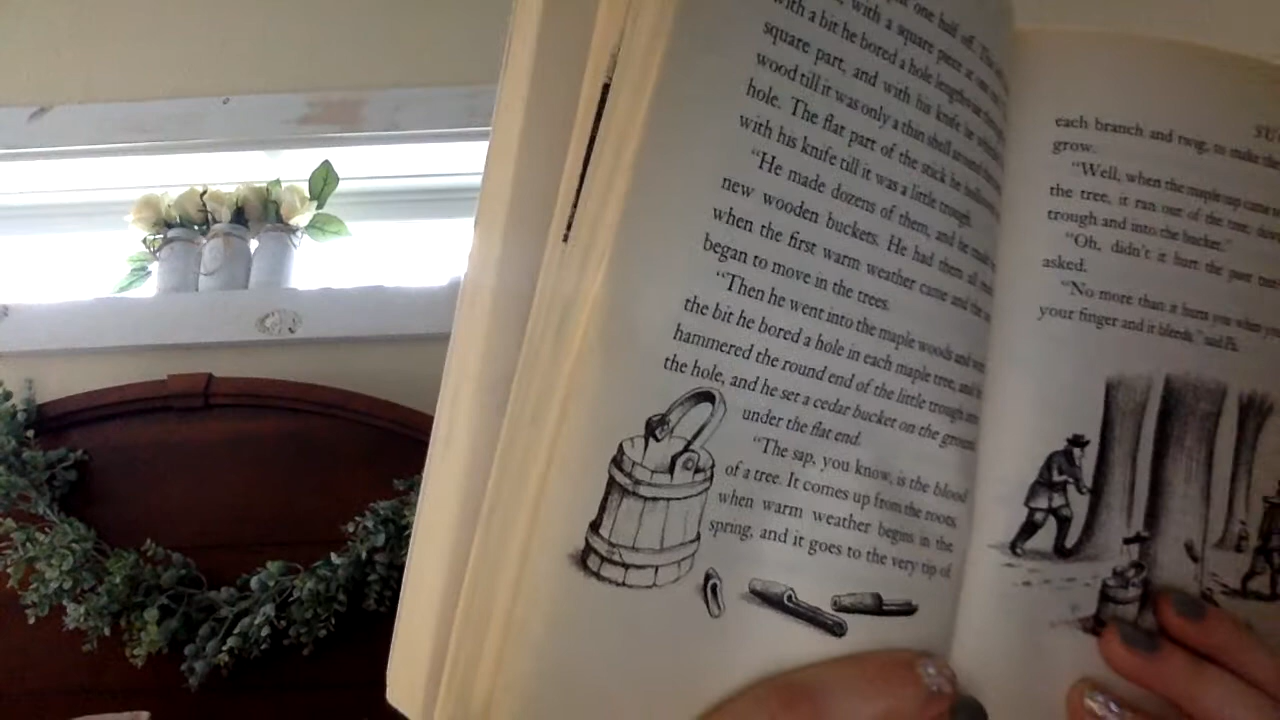 one half off. The
with a square
with a bit he bored a hole lengthwise
square part, and with his knife he
wood till it was only a thin shell around the
hole. The flat part of the stick he
with his knife till it was a little trough.
"He made dozens of them, and he
new wooden buckets. He had them all
when the first warm weather came and the
began to move in the trees.
"Then he went into the maple woods and
the bit he bored a hole in each maple tree, and he
hammered the round end of the little trough
the hole, and he set a cedar bucket on the ground
under the flat end.
"The sap, you know, is the blood
of a tree. It comes up from the roots,
when warm weather begins in the
spring, and it goes to the very tip of
each branch and twig, to make the
grow.
"Well, when the maple sap came
the tree, it ran out of the tree, down
trough and into the bucket."
"Oh, didn't it hurt the poor
asked.
"No more than it hurts you when you
your finger and it bleeds," said Pa.